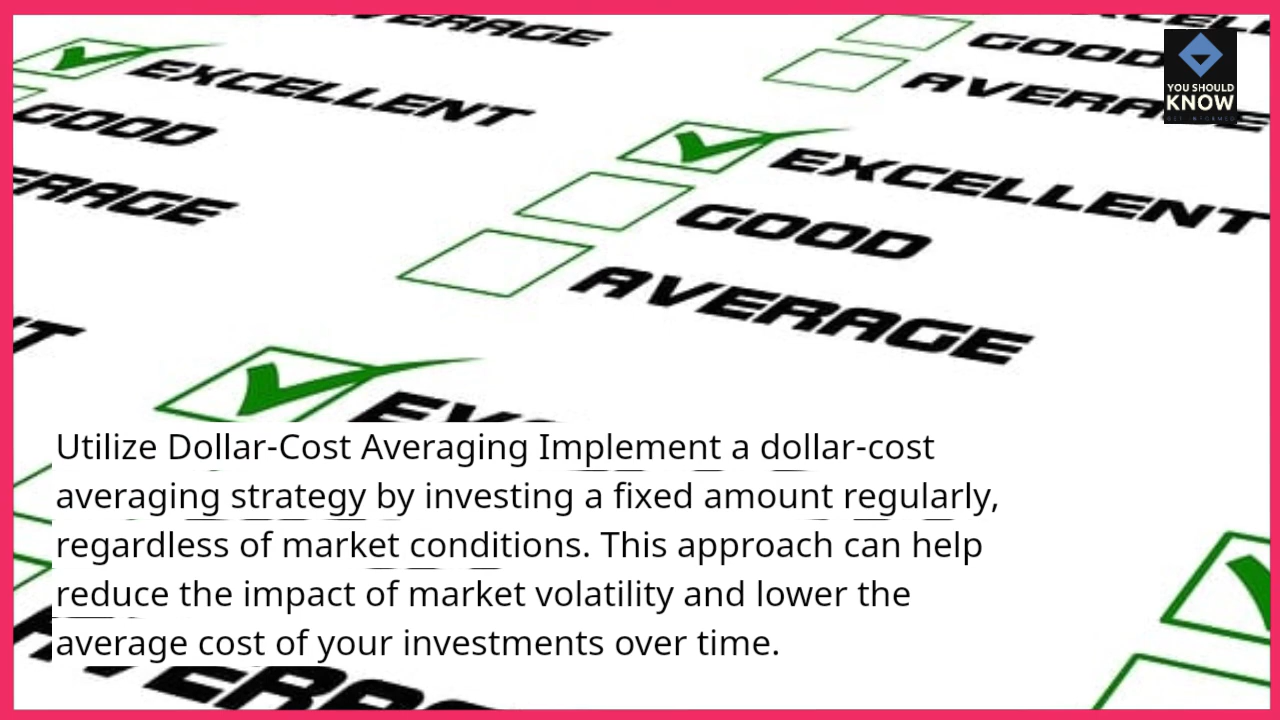 AVERAGE
EXCELLENT
GOOD
GOOD
AVERAGE
YOU SHOULD
KNOW
GET INFORMED
EXCELLENT
GOOD
AVERAGE
Utilize Dollar-Cost Averaging Implement a dollar-cost
averaging strategy by investing a fixed amount regularly,
regardless of market conditions. This approach can help
reduce the impact of market volatility and lower the
average cost of your investments over time.